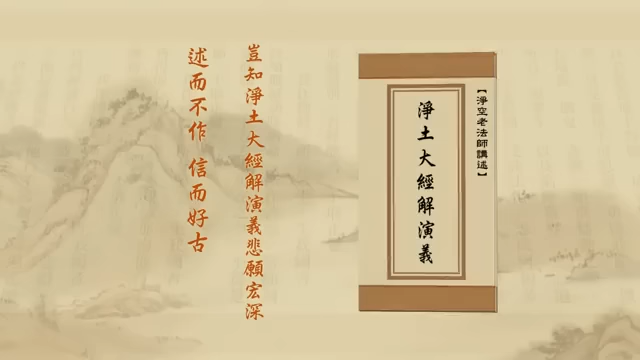 【淨空老法師講述】
淨土大經解演義
豈知淨土大經解演義悲願宏深
述而不作 信而好古